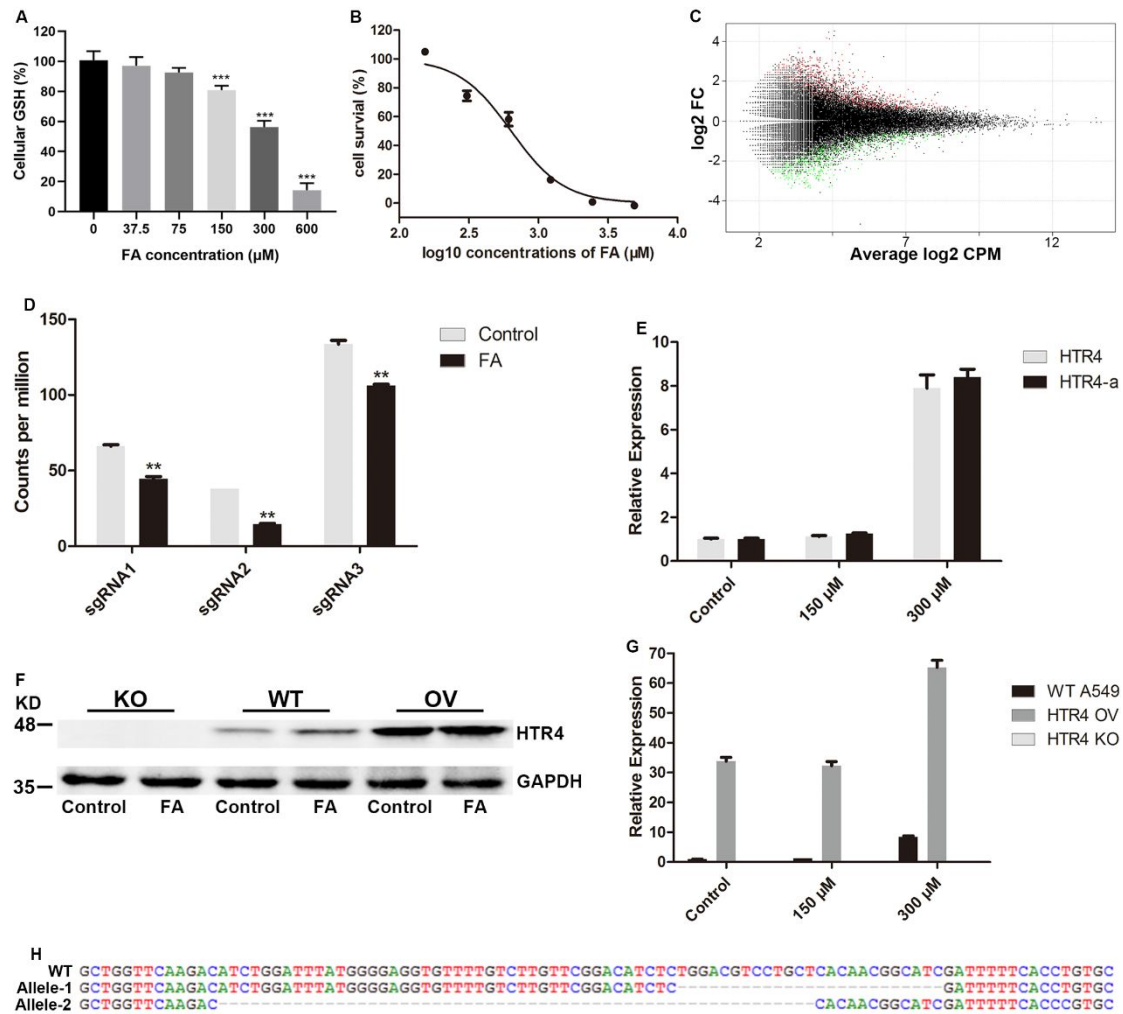 A
Cellular GSH (%)
120
100
80
60
40
20
0
***
***
***
0 37.5 75 150 300 600
FA concentration (µM)
B
cell survial (%)
120
100
80
60
40
20
0
2.0 2.5 3.0 3.5 4.0
log10 concentrations of FA (µM)
C
log2 FC
4
2
0
-2
-4
2 7 12
Average log2 CPM
D
Counts per million
150
100
50
0
**
**
**
sgRNA1 sgRNA2 sgRNA3
Control
FA
E
Relative Expression
10
8
6
4
2
0
Control 150 µM 300 µM
HTR4
HTR4-a
F
KD KO WT OV
48
HTR4
35
GAPDH
Control FA Control FA Control FA
G
Relative Expression
70
60
50
40
30
20
10
0
Control 150 µM 300 µM
WT A549
HTR4 OV
HTR4 KO
H
WT GCTGGTTCAAGACATCTGGATTTATGGGGAGGTGTTTTGTCTTGTTCGGACATCTCTGGACGTCCTGCTCACAACGGCATCGATTTTTCACCTGTGC
Allele-1 GCTGGTTCAAGACATCTGGATTTATGGGGAGGTGTTTTGTCTTGTTCGGACATCTC-------------------------GATTTTTCACCTGTGC
Allele-2 GCTGGTTCAAGAC--------------------------------------------------------CACAACGGCATCGATTTTTCACCCGTGC